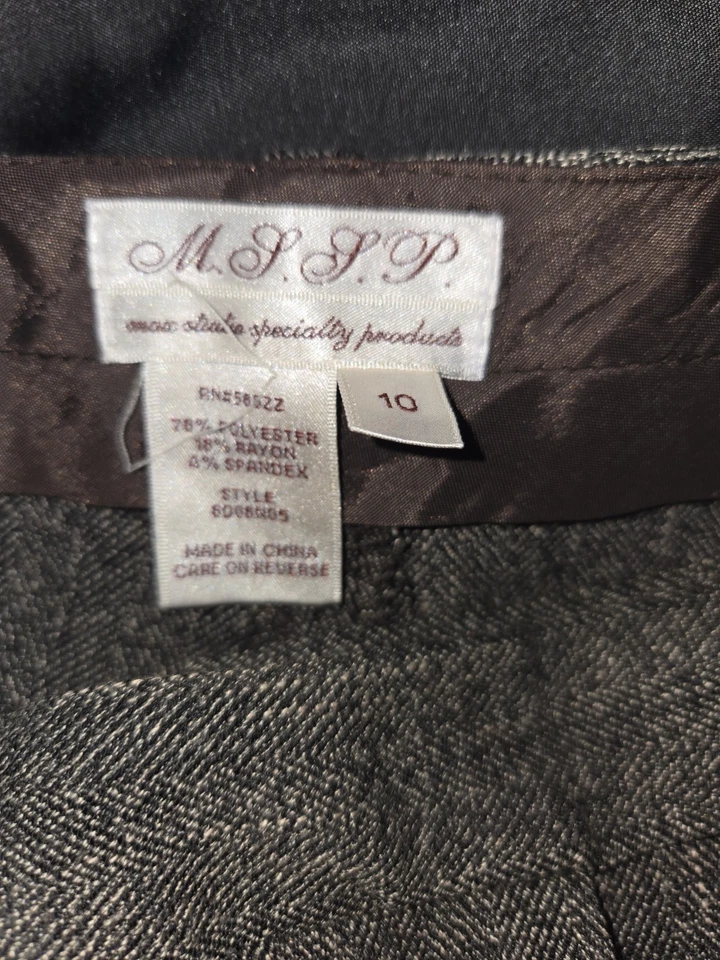 M.S.S.P.
max studio specialty products
10
78% POLYESTER
18% RAYON
4% SPANDEX
STYLE
MADE IN CHINA
CARE ON REVERSE